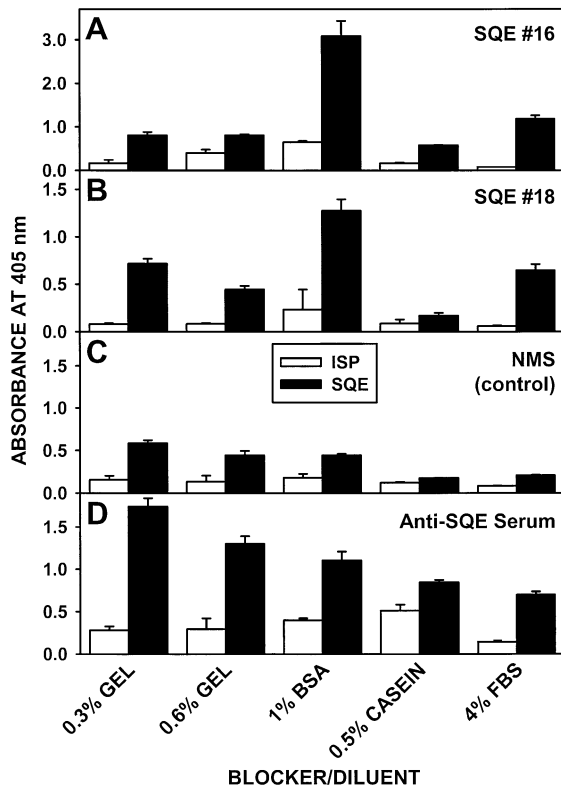 A
SQE #16
3.0
2.0
1.0
0.0
B
SQE #18
1.5
1.0
0.5
0.0
C
ISP
SQE
NMS
(control)
1.5
1.0
0.5
0.0
D
Anti-SQE Serum
1.5
1.0
0.5
0.0
ABSORBANCE AT 405 nm
0.3% GEL
0.6% GEL
1% BSA
0.5% CASEIN
4% FBS
BLOCKER/DILUENT